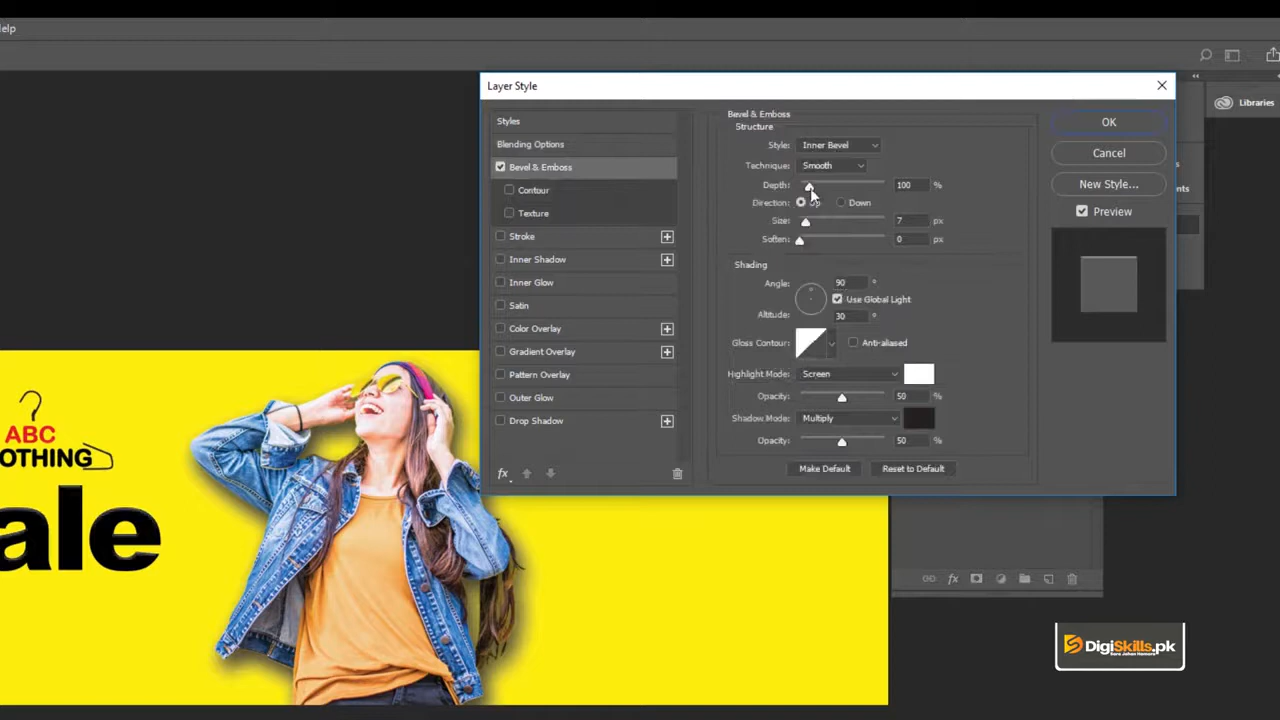 Help
Layer Style
Libraries
Styles
Blending Options
Bevel & Emboss
Contour
Texture
Stroke
Inner Shadow
Inner Glow
Satin
Color Overlay
Gradient Overlay
Pattern Overlay
Outer Glow
Drop Shadow
fx
Bevel & Emboss
Structure
Style: Inner Bevel
Technique: Smooth
Depth: 100 %
Direction: Down
Size: 7 px
Soften: 0 px
Shading
Angle: 90 °
Use Global Light
Altitude: 30 °
Gloss Contour: Anti-aliased
Highlight Mode: Screen
Opacity: 50 %
Shadow Mode: Multiply
Opacity: 50 %
Make Default Reset to Default
OK
Cancel
New Style...
Preview
ABC
OTHING
ale
fx
DigiSkills.pk